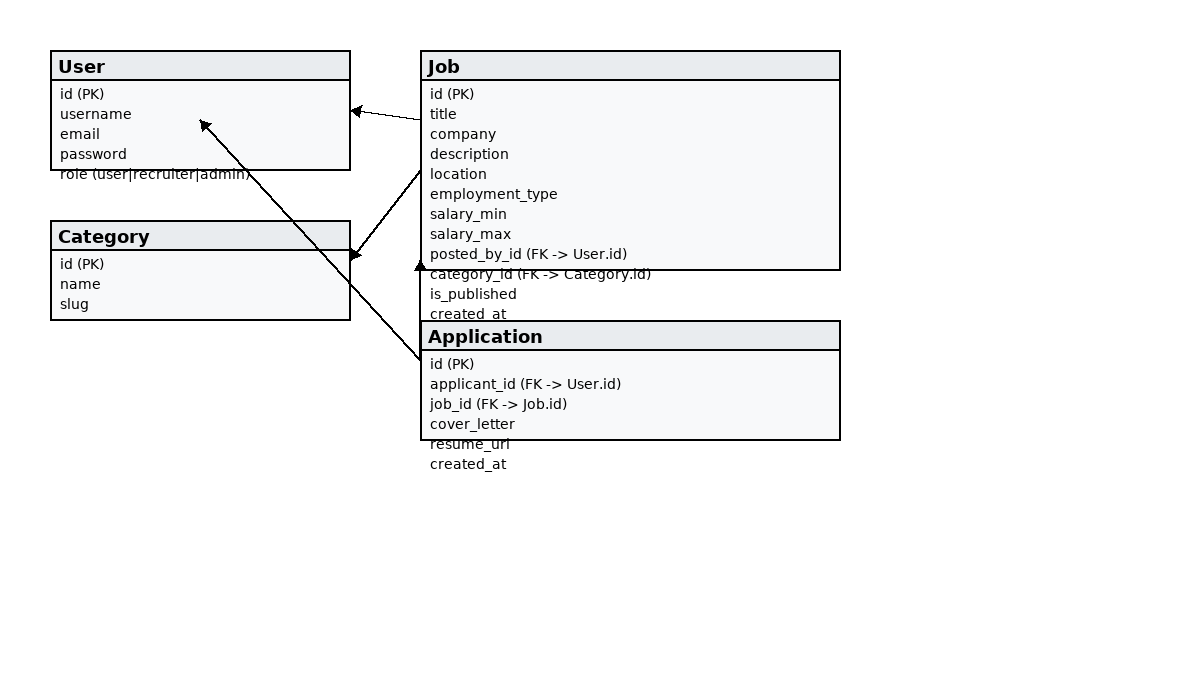 User
id (PK)
username
email
password
role (user|recruiter|admin)
Category
id (PK)
name
slug
Job
id (PK)
title
company
description
location
employment_type
salary_min
salary_max
posted_by_id (FK -> User.id)
category_id (FK -> Category.id)
is_published
created_at
Application
id (PK)
applicant_id (FK -> User.id)
job_id (FK -> Job.id)
cover_letter
resume_url
created_at